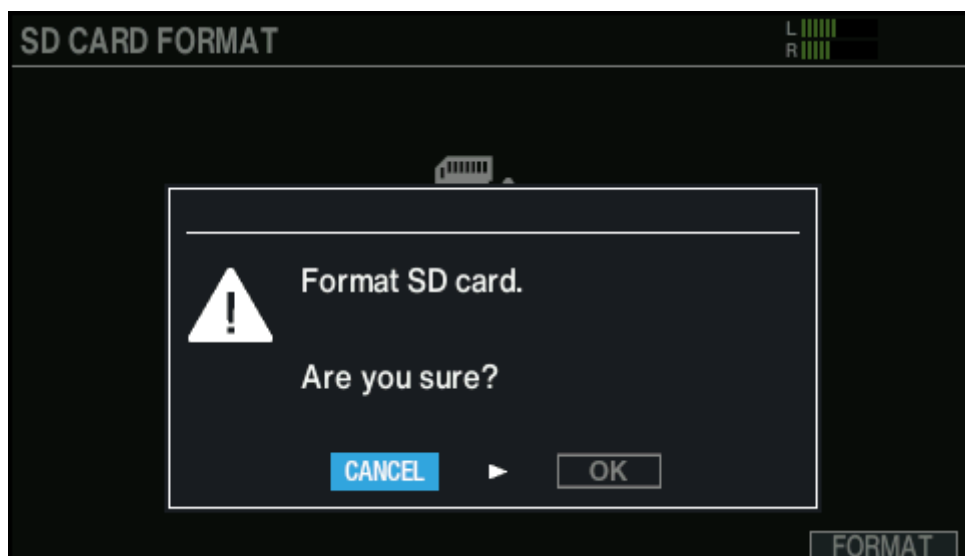 SD CARD FORMAT
L
R
Format SD card.
Are you sure?
CANCEL OK
FORMAT